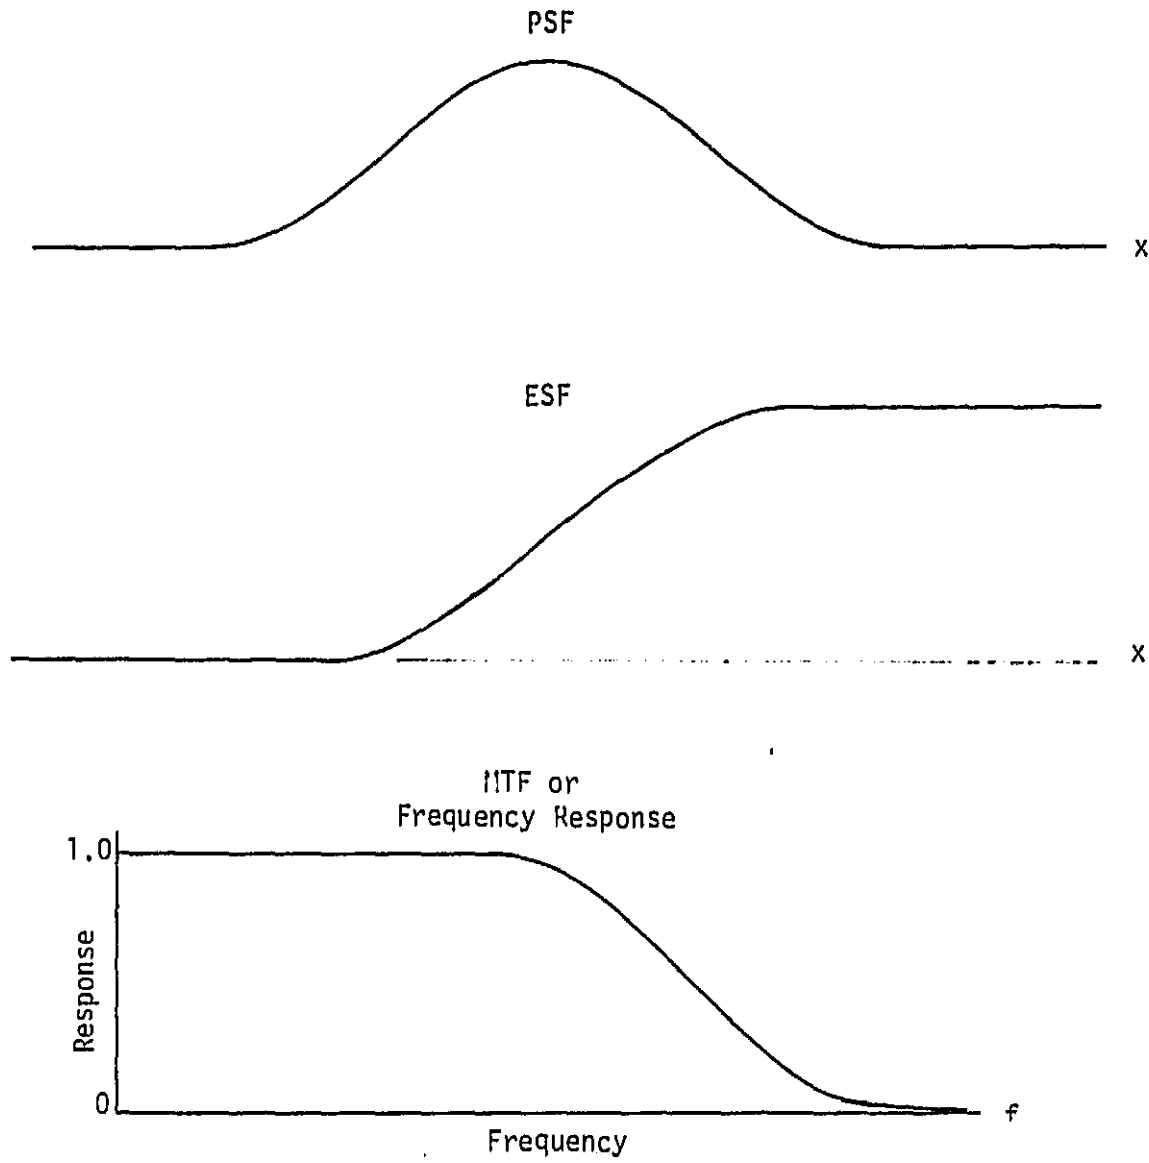 PSF
x
ESF
x
MTF or
Frequency Response
1.0
Response
0
f
Frequency